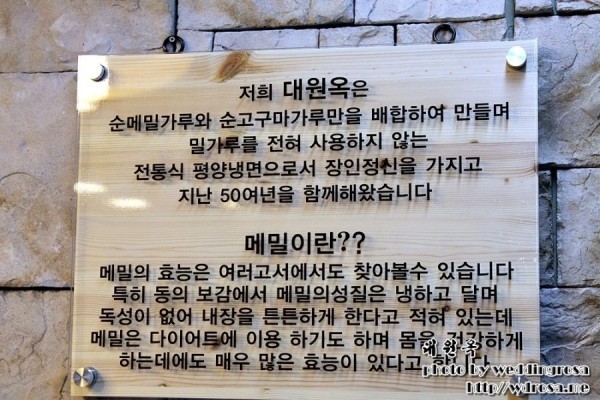 저희 대원옥은
순메밀가루와 순고구마가루만을 배합하여 만들며
밀가루를 전혀 사용하지 않는
전통식 평양냉면으로서 장인정신을 가지고
지난 50여년을 함께해왔습니다
메밀이란??
메밀의 효능은 여러고서에서도 찾아볼수 있습니다
특히 동의 보감에서 메밀의성질은 냉하고 달며
독성이 없어 내장을 튼튼하게 한다고 적혀 있는데
메밀은 다이어트에 이용 하기도 하며 몸을 건강하게
하는데에도 매우 많은 효능이 있다고 합니다
대원옥
photo by weddingrosa
http://wdrosa.me